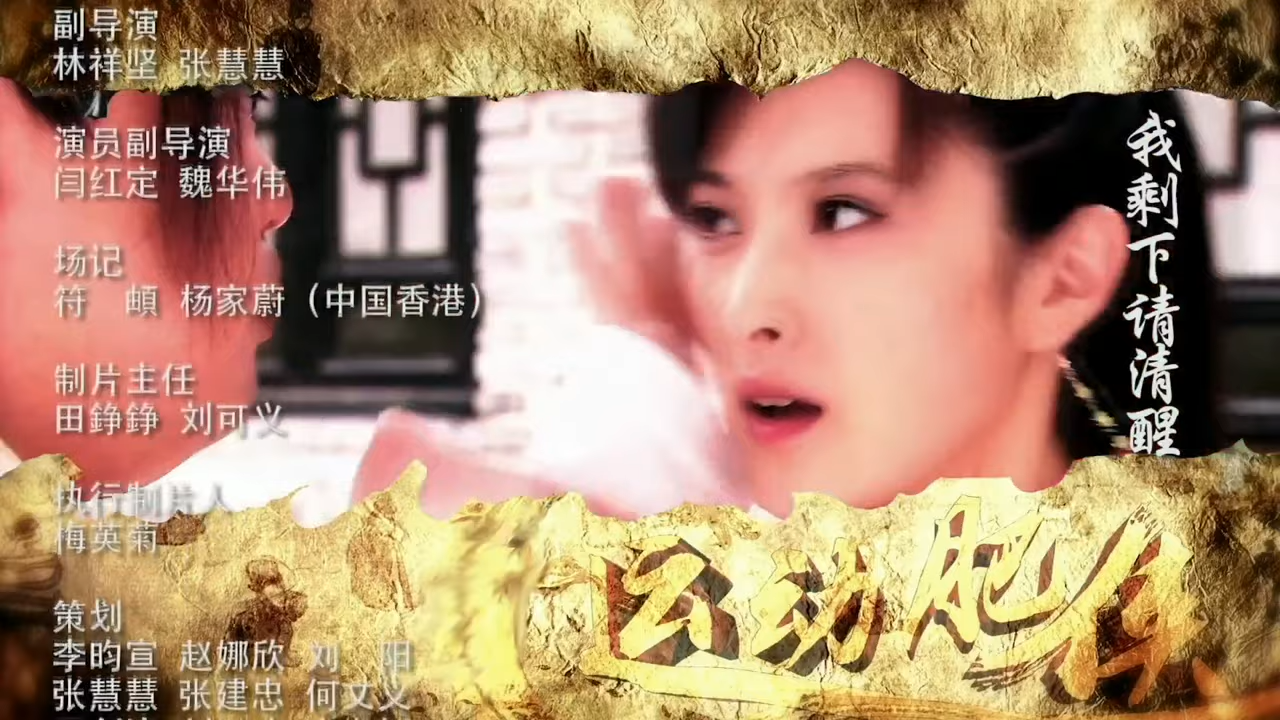 副导演
林祥坚 张慧慧
演员副导演
闫红定 魏华伟
场记
符 頔 杨家蔚（中国香港）
制片主任
田錚錚 刘可义
执行制片人
梅英菊
策划
李昀宣 赵娜欣 刘 阳
张慧慧 张建忠 何文义
我剩下请清醒